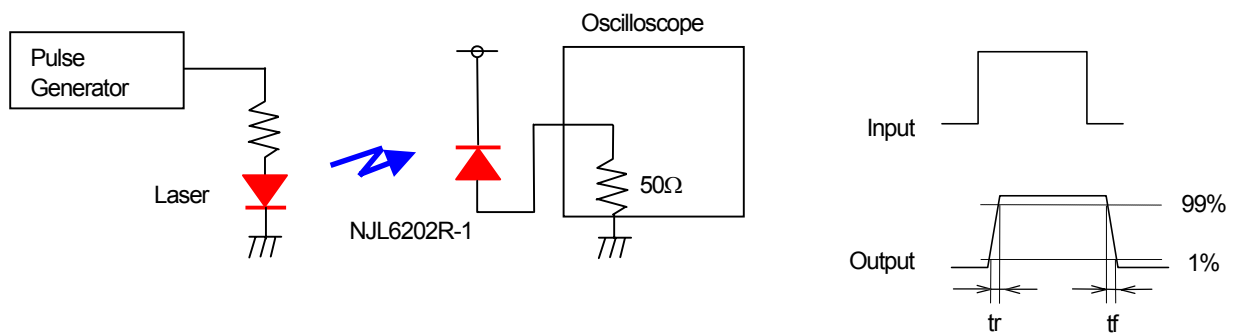 Oscilloscope
Pulse
Generator
Laser
NJL6202R-1
50Ω
Input
Output
99%
1%
tr
tf